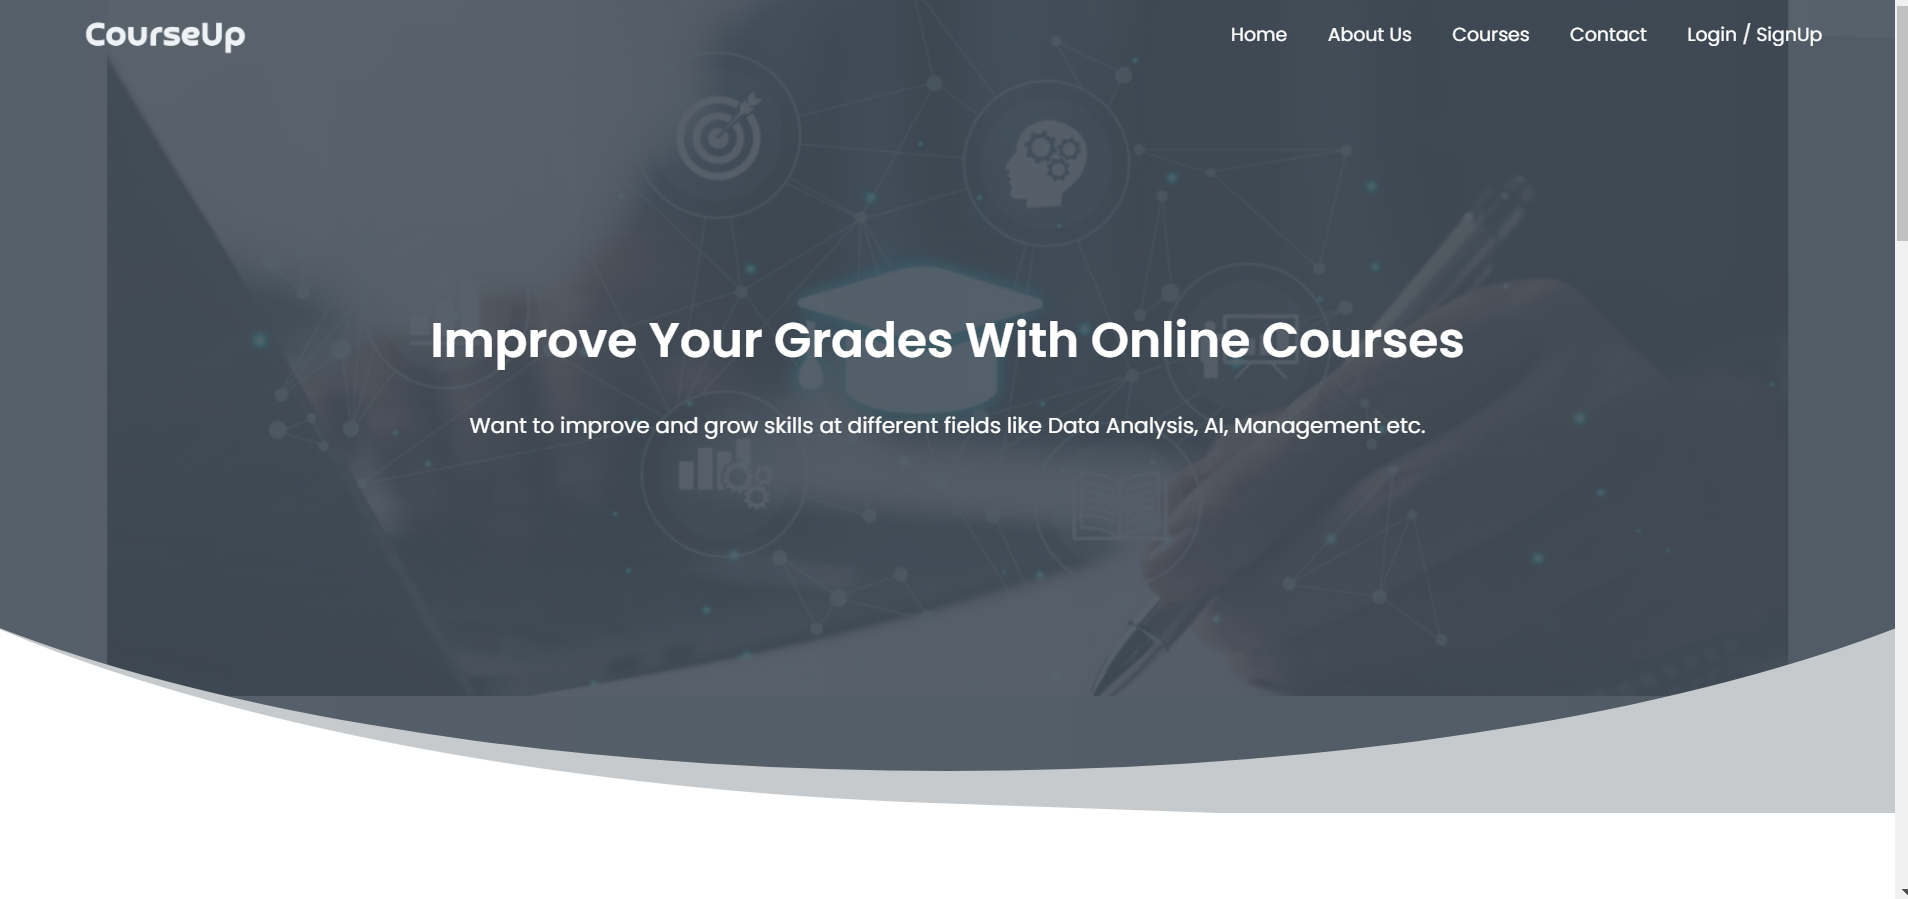 CourseUp
Home About Us Courses Contact Login / SignUp
Improve Your Grades With Online Courses
Want to improve and grow skills at different fields like Data Analysis, AI, Management etc.